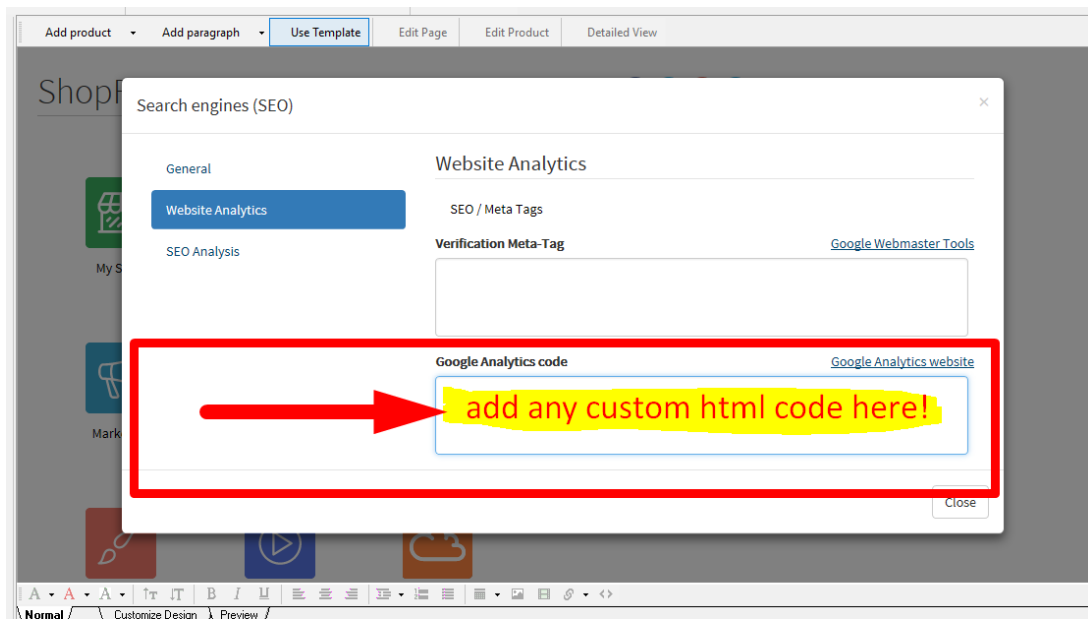 Add product Add paragraph Use Template Edit Page Edit Product Detailed View
Shop
Search engines (SEO) ×
General
Website Analytics
SEO Analysis
Website Analytics
SEO / Meta Tags
Verification Meta-Tag Google Webmaster Tools
Google Analytics code Google Analytics website
add any custom html code here!
Close
My S
Mark
A A A T T B I U
Normal Customize Design Preview